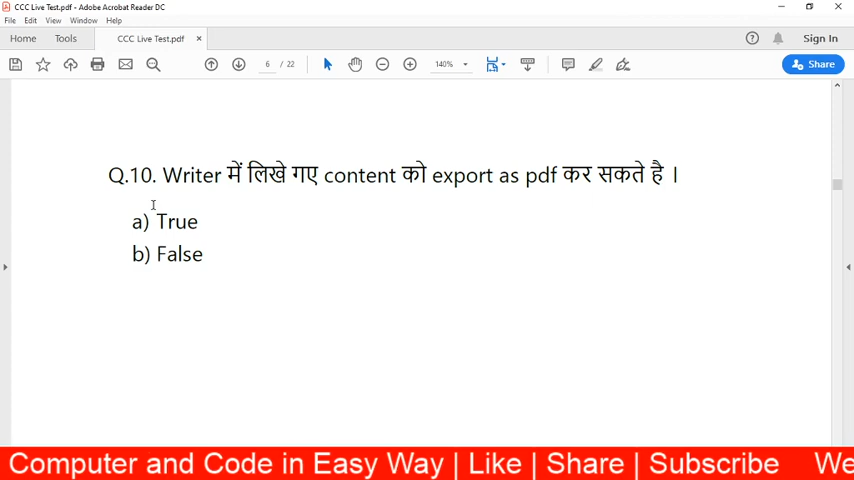 CCC Live Test.pdf - Adobe Acrobat Reader DC
File Edit View Window Help
Home Tools CCC Live Test.pdf × Sign In
6 / 22 140% Share
Q.10. Writer में लिखे गए content को export as pdf कर सकते है ।
a) True
b) False
Computer and Code in Easy Way | Like | Share | Subscribe We